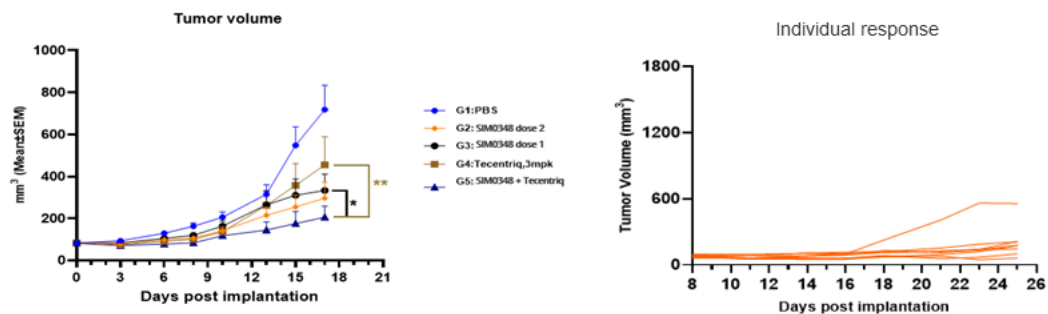 Tumor volume
mm³ (Mean±SEM)
1000
800
600
400
200
0
0 3 6 9 12 15 18 21
Days post implantation
**
*
G1:PBS
G2: SIM0348 dose 2
G3: SIM0348 dose 1
G4:Tecentriq,3mpk
G5: SIM0348 + Tecentriq
Individual response
Tumor Volume (mm³)
1800
1200
600
0
8 10 12 14 16 18 20 22 24 26
Days post implantation